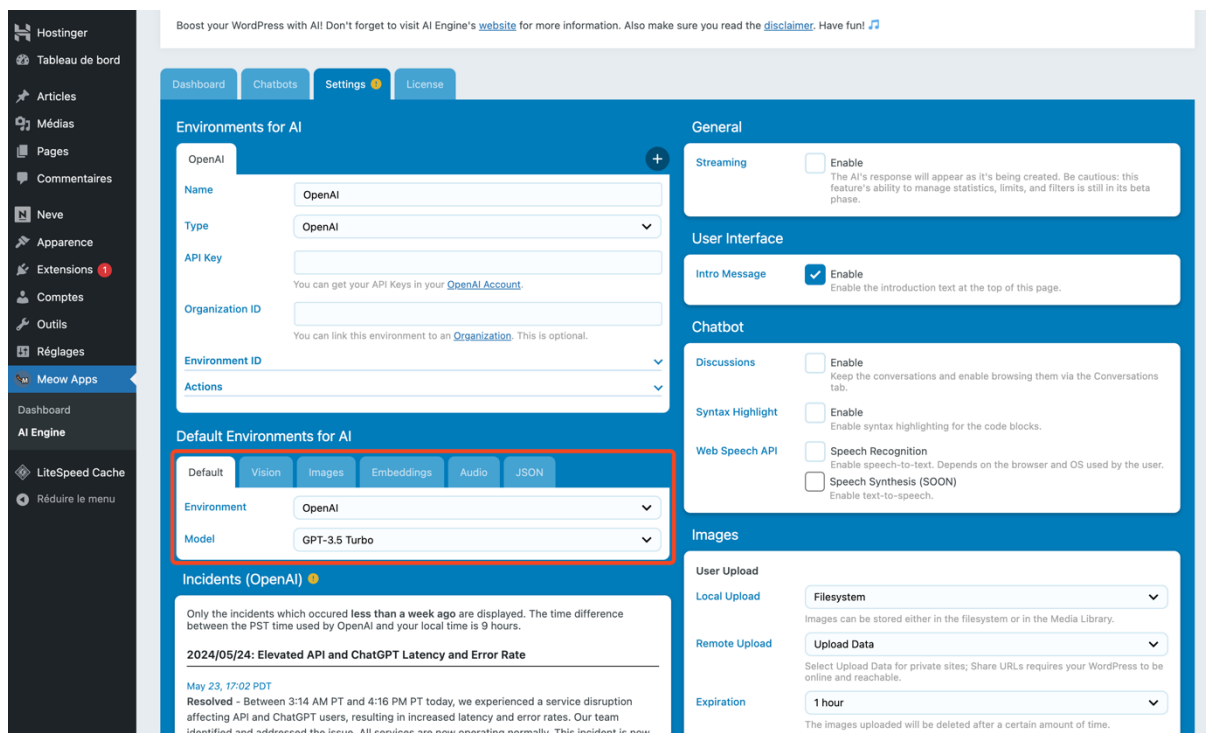 Hostinger
Tableau de bord
Articles
Médias
Pages
Commentaires
Neve
Apparence
Extensions 1
Comptes
Outils
Réglages
Meow Apps
Dashboard
AI Engine
LiteSpeed Cache
Réduire le menu
Boost your WordPress with AI! Don't forget to visit AI Engine's website for more information. Also make sure you read the disclaimer. Have fun! 🎵
Dashboard Chatbots Settings ! License
Environments for AI
OpenAI +
Name OpenAI
Type OpenAI
API Key
You can get your API Keys in your OpenAI Account.
Organization ID
You can link this environment to an Organization. This is optional.
Environment ID
Actions
Default Environments for AI
Default Vision Images Embeddings Audio JSON
Environment OpenAI
Model GPT-3.5 Turbo
Incidents (OpenAI) !
Only the incidents which occured less than a week ago are displayed. The time difference
between the PST time used by OpenAI and your local time is 9 hours.
2024/05/24: Elevated API and ChatGPT Latency and Error Rate
May 23, 17:02 PDT
Resolved - Between 3:14 AM PT and 4:16 PM PT today, we experienced a service disruption
affecting API and ChatGPT users, resulting in increased latency and error rates. Our team
identified and addressed the issue. All services are now operating normally. This incident is now
General
Streaming Enable
The AI's response will appear as it's being created. Be cautious: this
feature's ability to manage statistics, limits, and filters is still in its beta
phase.
User Interface
Intro Message Enable
Enable the introduction text at the top of this page.
Chatbot
Discussions Enable
Keep the conversations and enable browsing them via the Conversations
tab.
Syntax Highlight Enable
Enable syntax highlighting for the code blocks.
Web Speech API Speech Recognition
Enable speech-to-text. Depends on the browser and OS used by the user.
Speech Synthesis (SOON)
Enable text-to-speech.
Images
User Upload
Local Upload Filesystem
Images can be stored either in the filesystem or in the Media Library.
Remote Upload Upload Data
Select Upload Data for private sites; Share URLs requires your WordPress to be
online and reachable.
Expiration 1 hour
The images uploaded will be deleted after a certain amount of time.